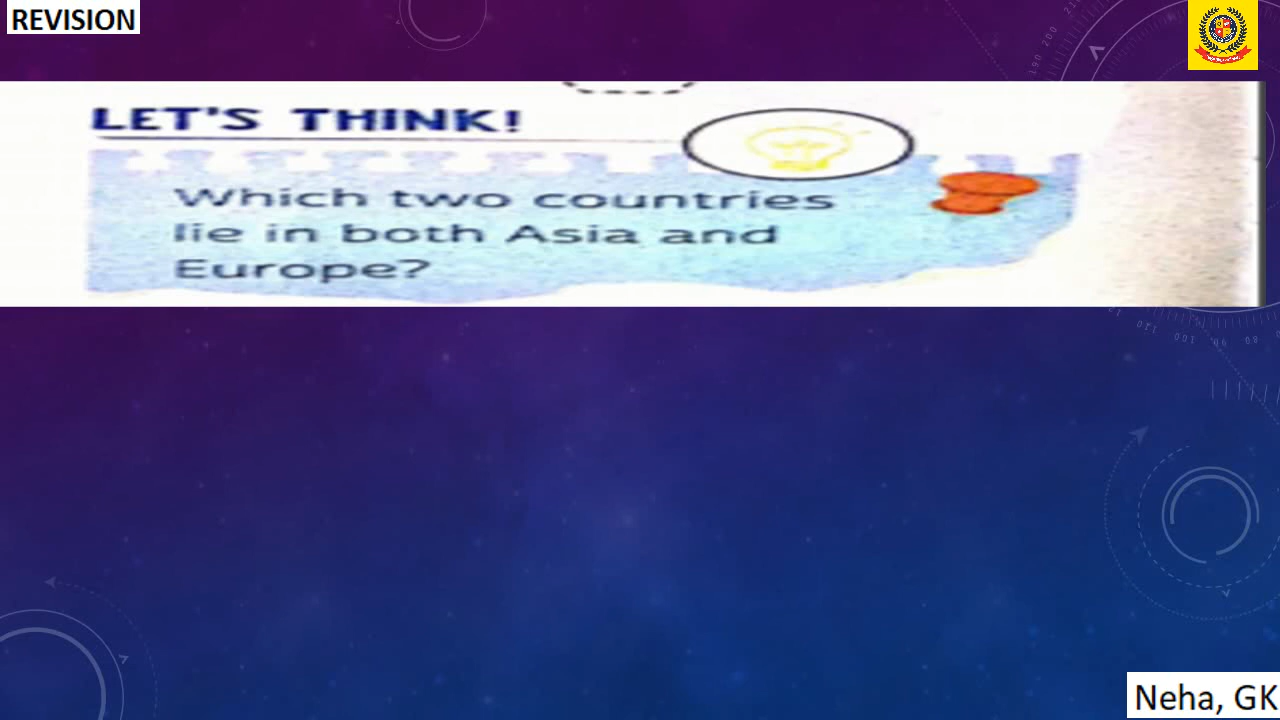 REVISION
LET'S THINK!
Which two countries
lie in both Asia and
Europe?
Neha, GK